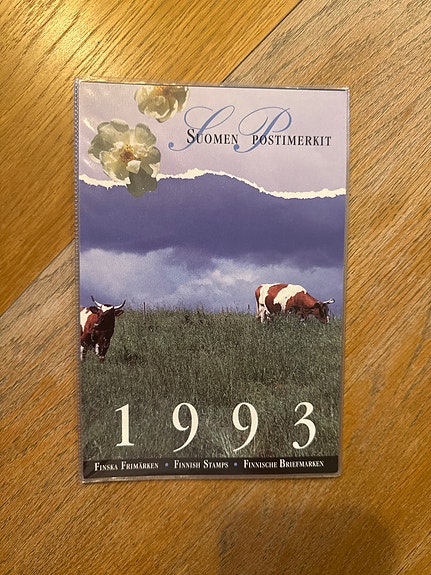 SUOMEN POSTIMERKIT
1993
FINSKA FRIMÄRKEN • FINNISH STAMPS • FINNISCHE BRIEFMARKEN